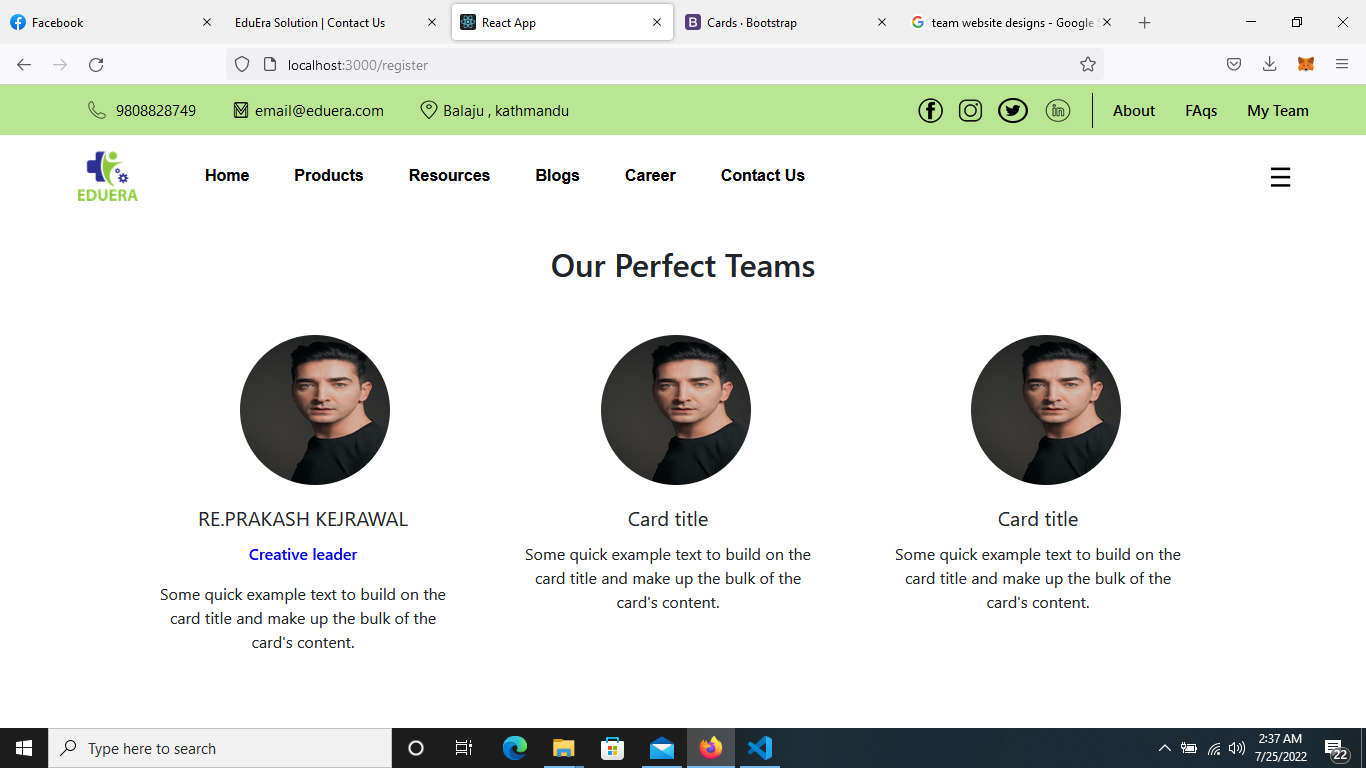 Facebook
EduEra Solution | Contact Us
React App
Cards · Bootstrap
team website designs - Google S
localhost:3000/register
9808828749
email@eduera.com
Balaju , kathmandu
in
About
FAqs
My Team
EDUERA
Home
Products
Resources
Blogs
Career
Contact Us
Our Perfect Teams
RE.PRAKASH KEJRAWAL
Creative leader
Some quick example text to build on the
card title and make up the bulk of the
card's content.
Card title
Some quick example text to build on the
card title and make up the bulk of the
card's content.
Card title
Some quick example text to build on the
card title and make up the bulk of the
card's content.
Type here to search
2:37 AM
7/25/2022
22